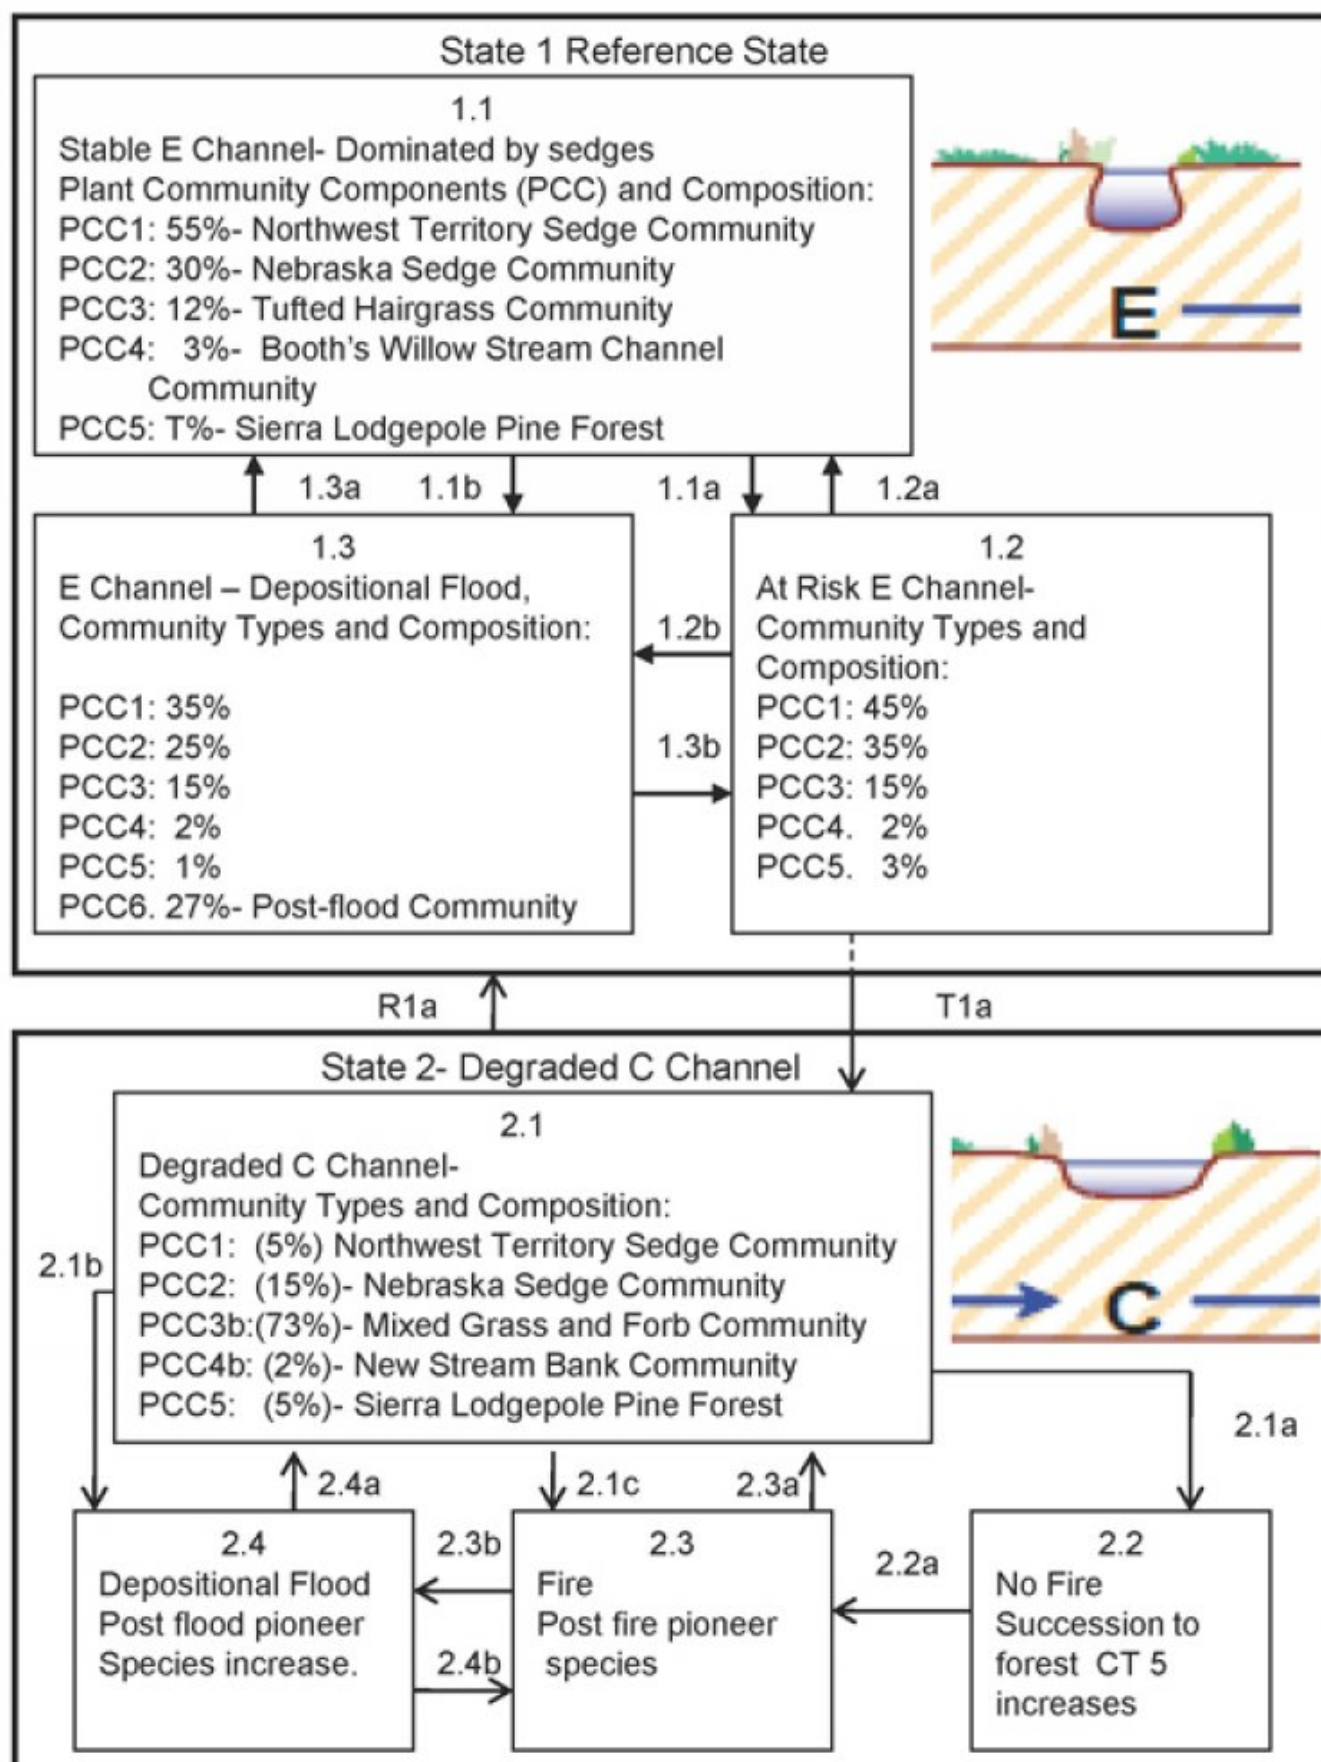 State 1 Reference State
1.1
Stable E Channel- Dominated by sedges
Plant Community Components (PCC) and Composition:
PCC1: 55%- Northwest Territory Sedge Community
PCC2: 30%- Nebraska Sedge Community
PCC3: 12%- Tufted Hairgrass Community
PCC4: 3%- Booth's Willow Stream Channel
Community
PCC5: T%- Sierra Lodgepole Pine Forest
E
1.3a
1.1b
1.1a
1.2a
1.3
E Channel – Depositional Flood,
Community Types and Composition:
PCC1: 35%
PCC2: 25%
PCC3: 15%
PCC4: 2%
PCC5: 1%
PCC6. 27%- Post-flood Community
1.2b
1.3b
1.2
At Risk E Channel-
Community Types and
Composition:
PCC1: 45%
PCC2: 35%
PCC3: 15%
PCC4. 2%
PCC5. 3%
R1a
T1a
State 2- Degraded C Channel
2.1
Degraded C Channel-
Community Types and Composition:
PCC1: (5%) Northwest Territory Sedge Community
PCC2: (15%)- Nebraska Sedge Community
PCC3b:(73%)- Mixed Grass and Forb Community
PCC4b: (2%)- New Stream Bank Community
PCC5: (5%)- Sierra Lodgepole Pine Forest
C
2.1b
2.1a
2.4a
2.1c
2.3a
2.4
Depositional Flood
Post flood pioneer
Species increase.
2.3b
2.4b
2.3
Fire
Post fire pioneer
species
2.2a
2.2
No Fire
Succession to
forest CT 5
increases